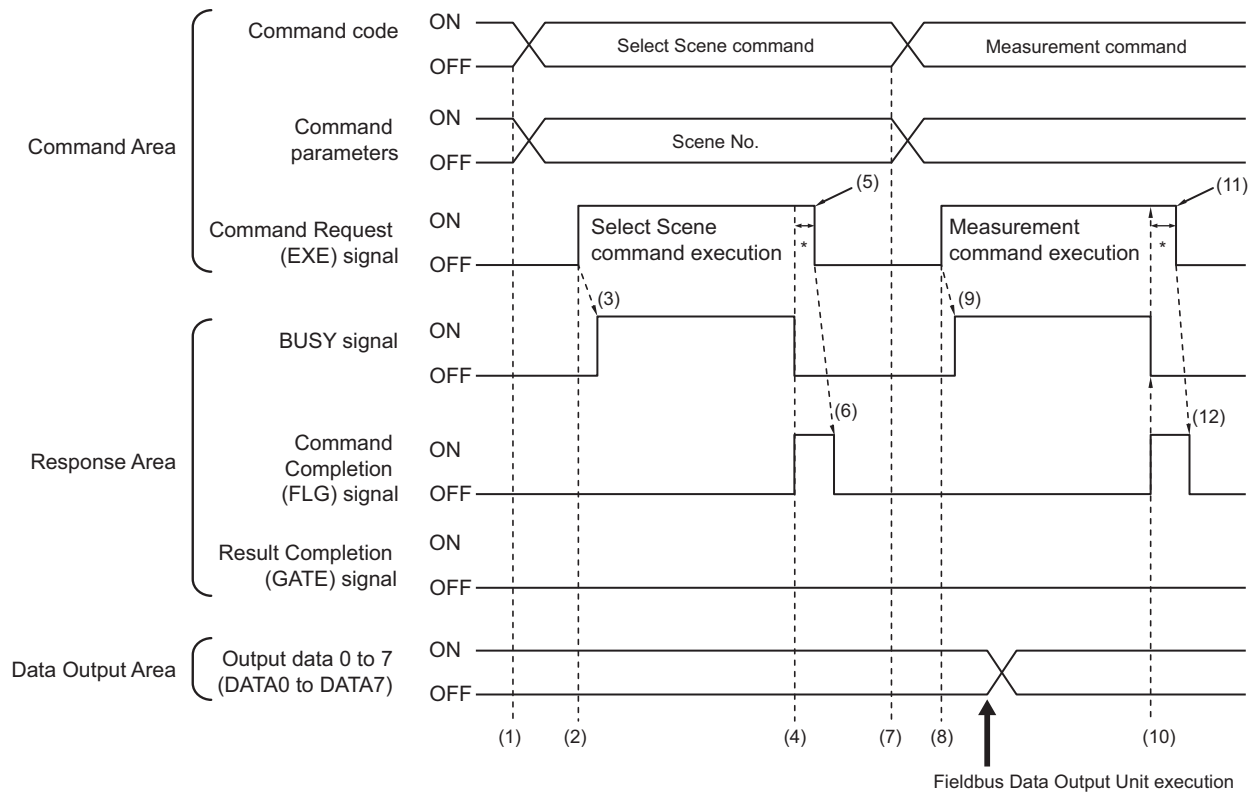 Command Area
Command code
ON
OFF
Select Scene command
Measurement command
Command
parameters
ON
OFF
Scene No.
Command Request
(EXE) signal
ON
OFF
Select Scene
command execution
*
(5)
Measurement
command execution
*
(11)
Response Area
BUSY signal
ON
OFF
(3)
(9)
Command
Completion
(FLG) signal
ON
OFF
(6)
(12)
Result Completion
(GATE) signal
ON
OFF
Data Output Area
Output data 0 to 7
(DATA0 to DATA7)
ON
OFF
(1)
(2)
(4)
(7)
(8)
(10)
Fieldbus Data Output Unit execution